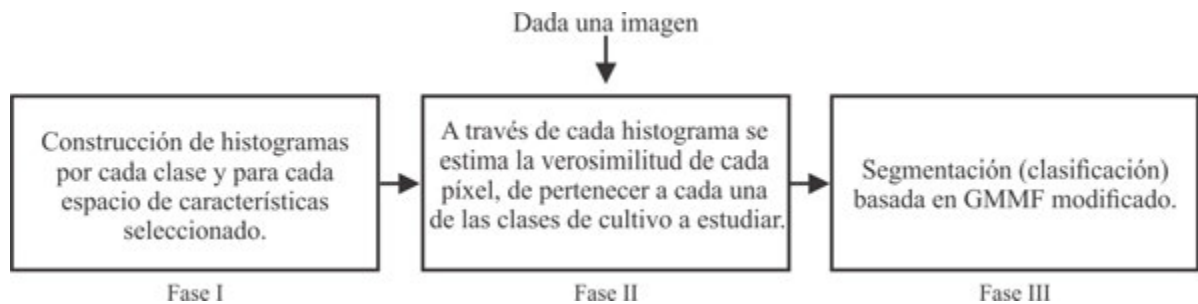 Dada una imagen
Construcción de histogramas
por cada clase y para cada
espacio de características
seleccionado.
A través de cada histograma se
estima la verosimilitud de cada
píxel, de pertenecer a cada una
de las clases de cultivo a estudiar.
Segmentación (clasificación)
basada en GMMF modificado.
Fase I
Fase II
Fase III